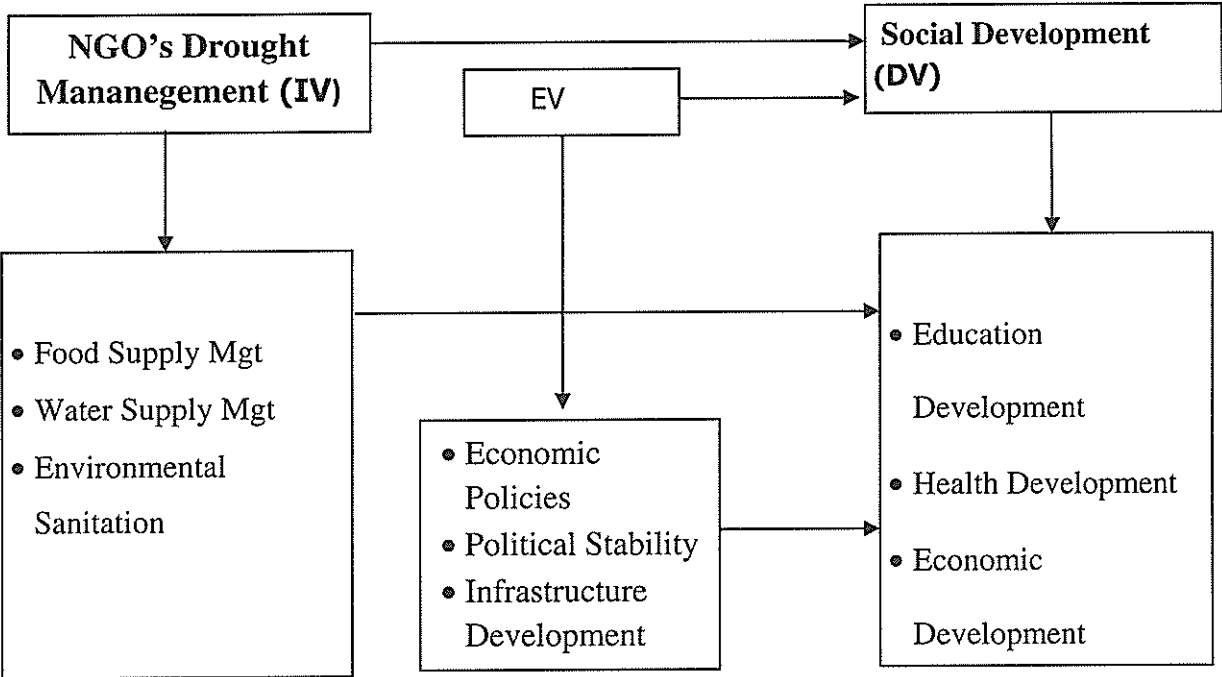 NGO's Drought
Mananegement (IV)
EV
Social Development
(DV)
• Food Supply Mgt
• Water Supply Mgt
• Environmental
Sanitation
• Economic
Policies
• Political Stability
• Infrastructure
Development
• Education
Development
• Health Development
• Economic
Development